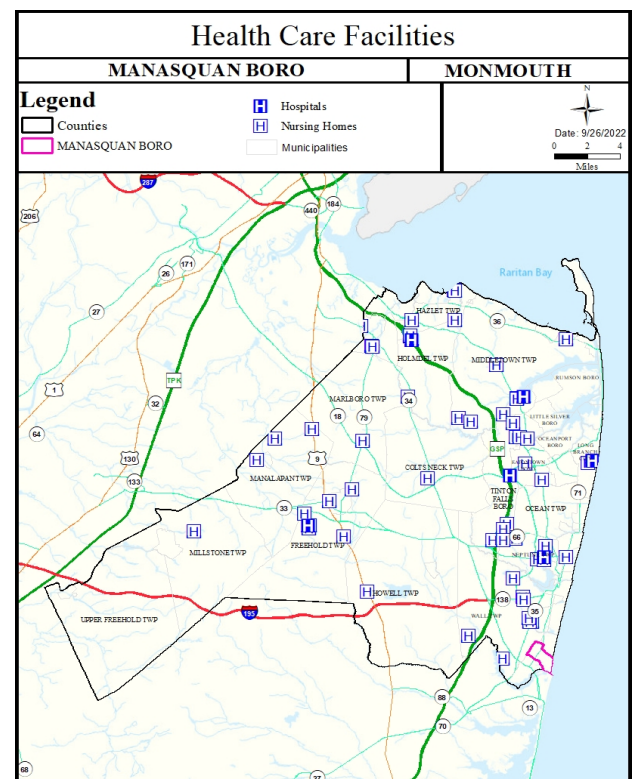 Health Care Facilities
MANASQUAN BORO
MONMOUTH
Legend
Counties
MANASQUAN BORO
H Hospitals
H Nursing Homes
Municipalities
N
Date: 9/26/2022
0 2 4
Miles
287
206
440
184
171
26
27
Raritan Bay
HAZLET TWP
36
HOLMDEL TWP
MIDDLETOWN TWP
1
TPK
RUMSON BORO
32
MARLBORO TWP
34
18
79
LITTLE SILVER
BORO
64
OCEANPORT
BORO
LONG
BRANCH
130
9
GSP
133
MANALAPAN TWP
COLTS NECK TWP
TINTON
FALLS
BORO
71
33
OCEAN TWP
FREEHOLD TWP
66
MILLSTONE TWP
HOWELL TWP
138
35
195
UPPER FREEHOLD TWP
88
13
70
68
37